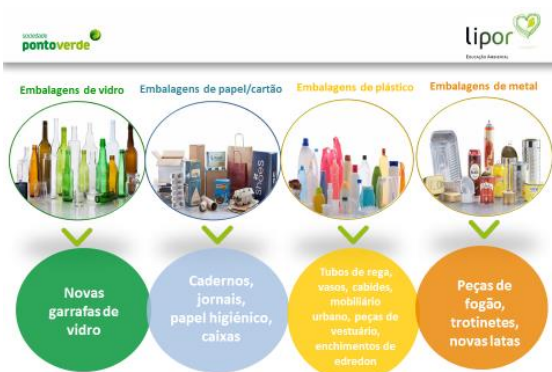 sociedade
pontoverde
lipor
EDUCAÇÃO AMBIENTAL
Embalagens de vidro
Embalagens de papel/cartão
Embalagens de plástico
Embalagens de metal
shoes
Novas
garrafas de
vidro
Cadernos,
jornais,
papel higiénico,
caixas
Tubos de rega,
vasos, cabides,
mobiliário
urbano, peças de
vestuário,
enchimentos de
edredon
Peças de
fogão,
trotinetes,
novas latas